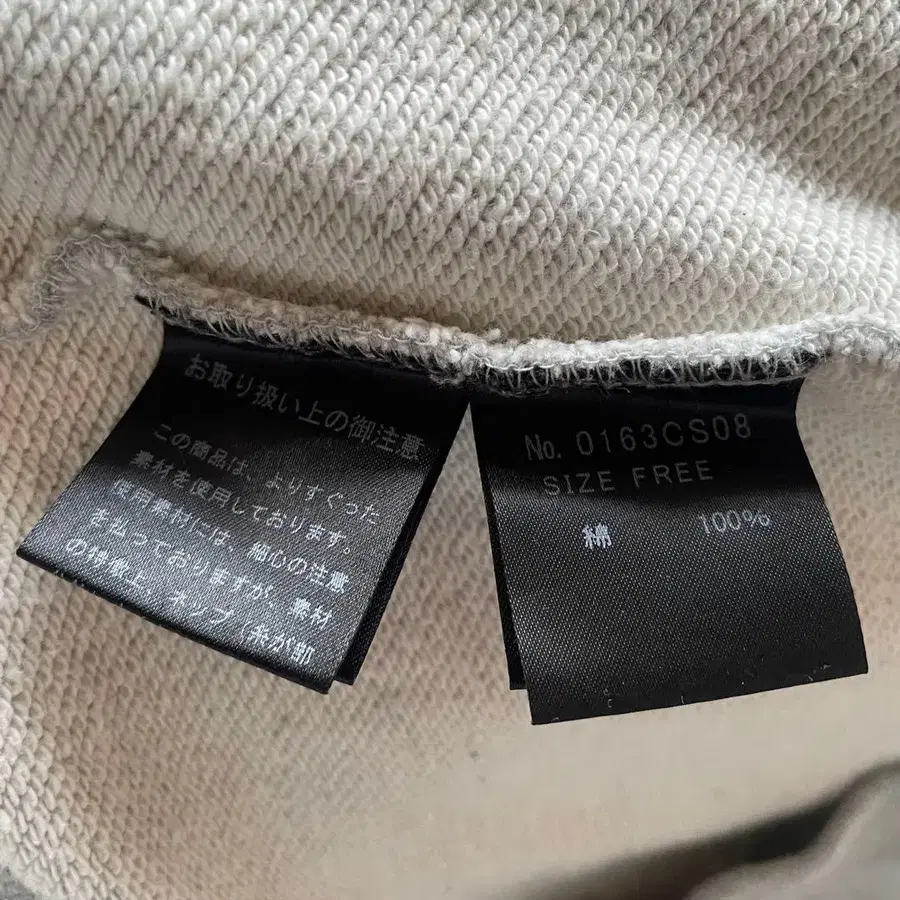 お取り扱い上の御注意
この商品は、よりすぐった
素材を使用しております。
使用素材には、細心の注意
を払っておりますが、素材
の特徴上、ネップ（糸が部
No. 0163CS08
SIZE FREE
綿 100%